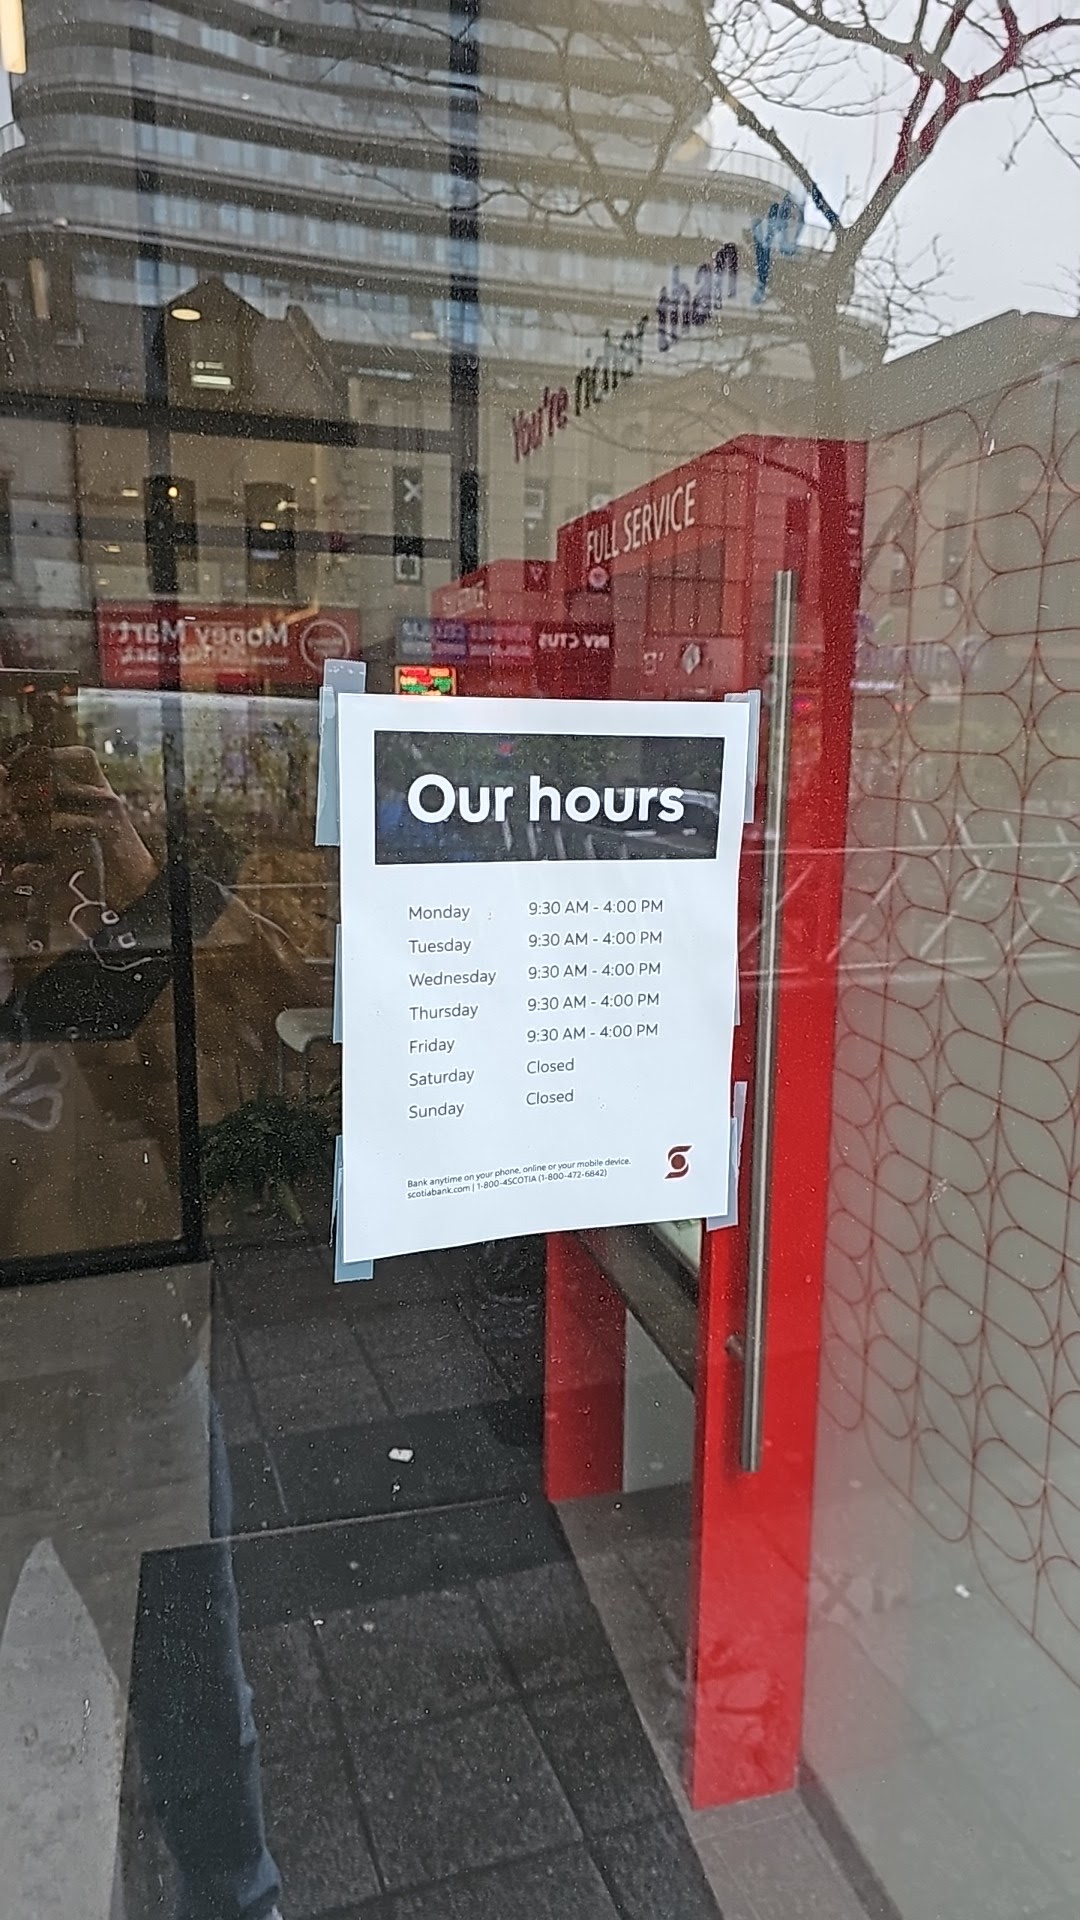 You're richer than yo
FULL SERVICE
Money Mart
Our hours
Monday 9:30 AM - 4:00 PM
Tuesday 9:30 AM - 4:00 PM
Wednesday 9:30 AM - 4:00 PM
Thursday 9:30 AM - 4:00 PM
Friday 9:30 AM - 4:00 PM
Saturday Closed
Sunday Closed
Bank anytime on your phone, online or your mobile device.
scotiabank.com | 1-800-4SCOTIA (1-800-472-6842)